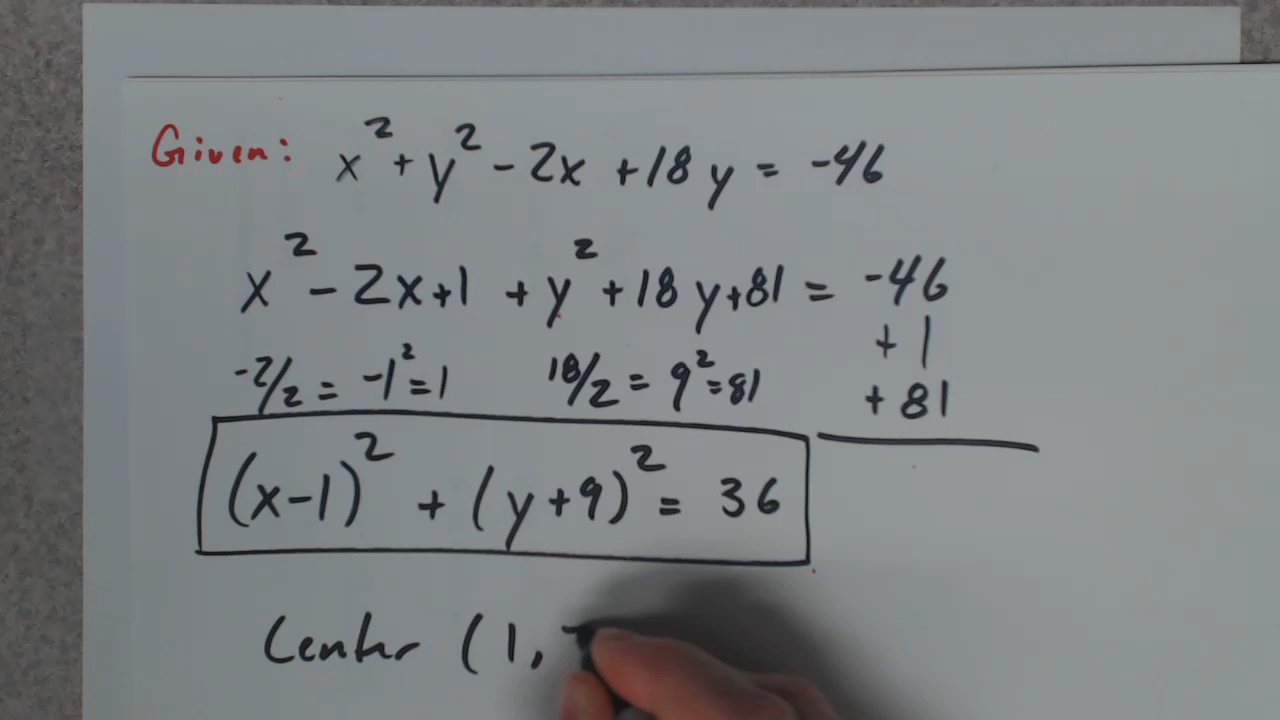 Given: x² + y² - 2x + 18y = -46
x² - 2x + 1 + y² + 18y + 81 = -46
+ 1
-2/2 = -1² = 1 18/2 = 9² = 81
+ 81
(x-1)² + (y+9)² = 36
Center (1, -